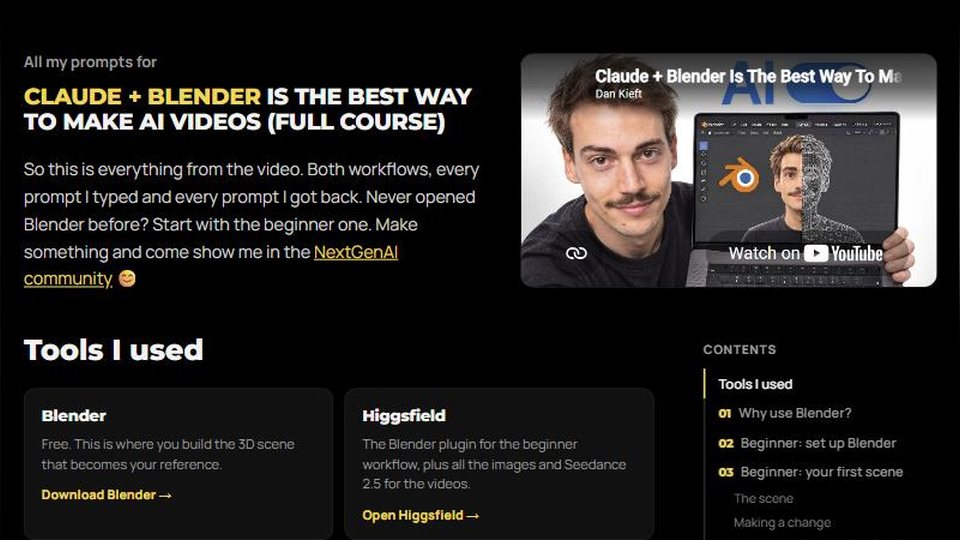 All my prompts for
CLAUDE + BLENDER IS THE BEST WAY
TO MAKE AI VIDEOS (FULL COURSE)
So this is everything from the video. Both workflows, every
prompt I typed and every prompt I got back. Never opened
Blender before? Start with the beginner one. Make
something and come show me in the NextGenAI
community 😊
Claude + Blender Is The Best Way To Ma
Dan Kieft
AI
Watch on YouTube
Tools I used
Blender
Free. This is where you build the 3D scene
that becomes your reference.
Download Blender →
Higgsfield
The Blender plugin for the beginner
workflow, plus all the images and Seedance
2.5 for the videos.
Open Higgsfield →
CONTENTS
Tools I used
01 Why use Blender?
02 Beginner: set up Blender
03 Beginner: your first scene
The scene
Making a change